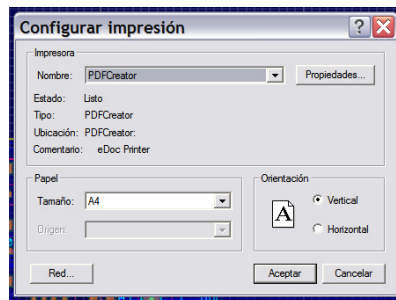 Configurar impresión
Impresora
Nombre: PDFCreator Propiedades...
Estado: Listo
Tipo: PDFCreator
Ubicación: PDFCreator:
Comentario: eDoc Printer
Papel
Tamaño: A4
Origen:
Orientación
A
Vertical
Horizontal
Red... Aceptar Cancelar